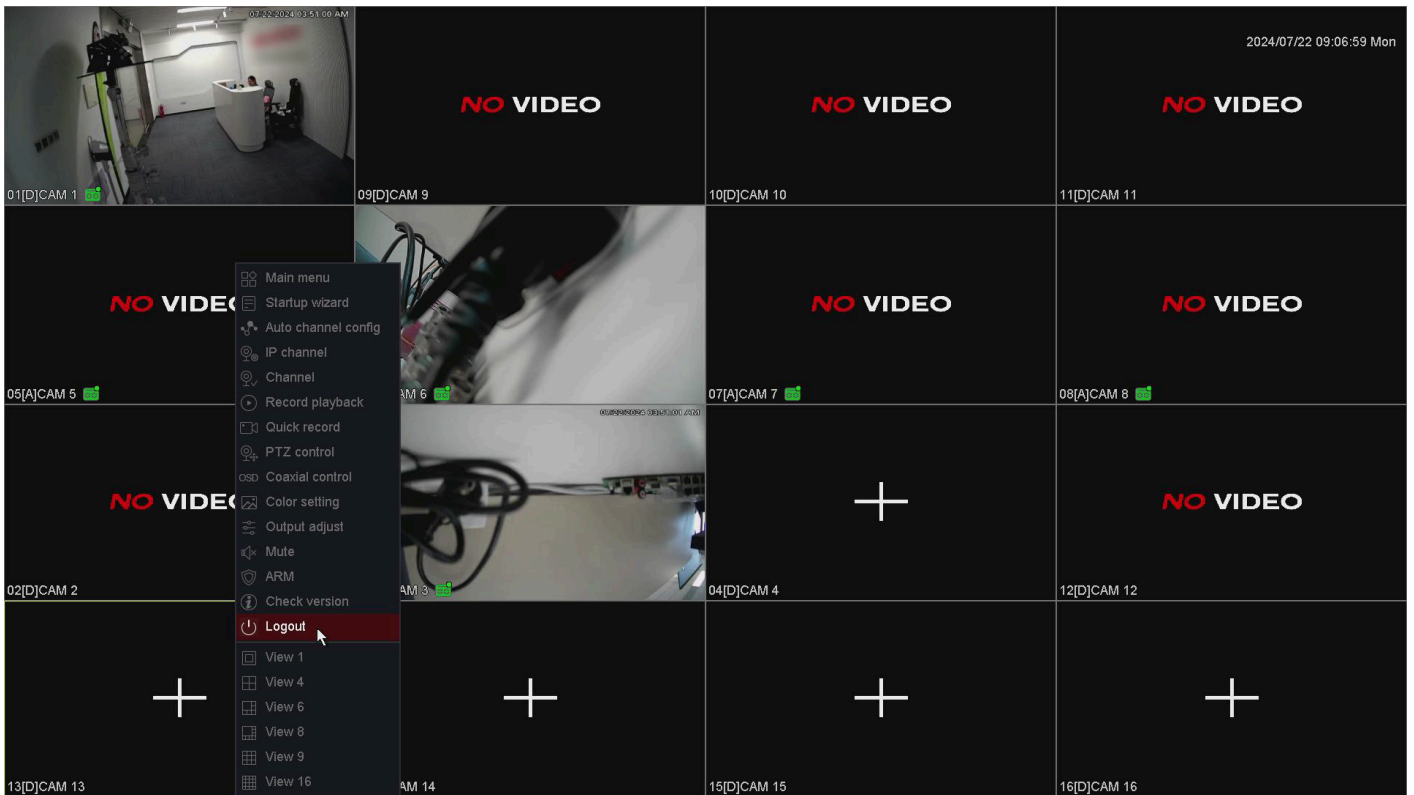 07-22-2024 03:51:00 AM
01[D]CAM 1
NO VIDEO
09[D]CAM 9
NO VIDEO
10[D]CAM 10
2024/07/22 09:06:59 Mon
NO VIDEO
11[D]CAM 11
NO VIDE
05[A]CAM 5
AM 6
NO VIDEO
07[A]CAM 7
NO VIDEO
08[A]CAM 8
NO VIDE
02[D]CAM 2
07/22/2024 03:51:01 AM
AM 3
04[D]CAM 4
NO VIDEO
12[D]CAM 12
13[D]CAM 13
AM 14
15[D]CAM 15
16[D]CAM 16
Main menu
Startup wizard
Auto channel config
IP channel
Channel
Record playback
Quick record
PTZ control
OSD Coaxial control
Color setting
Output adjust
Mute
ARM
Check version
Logout
View 1
View 4
View 6
View 8
View 9
View 16